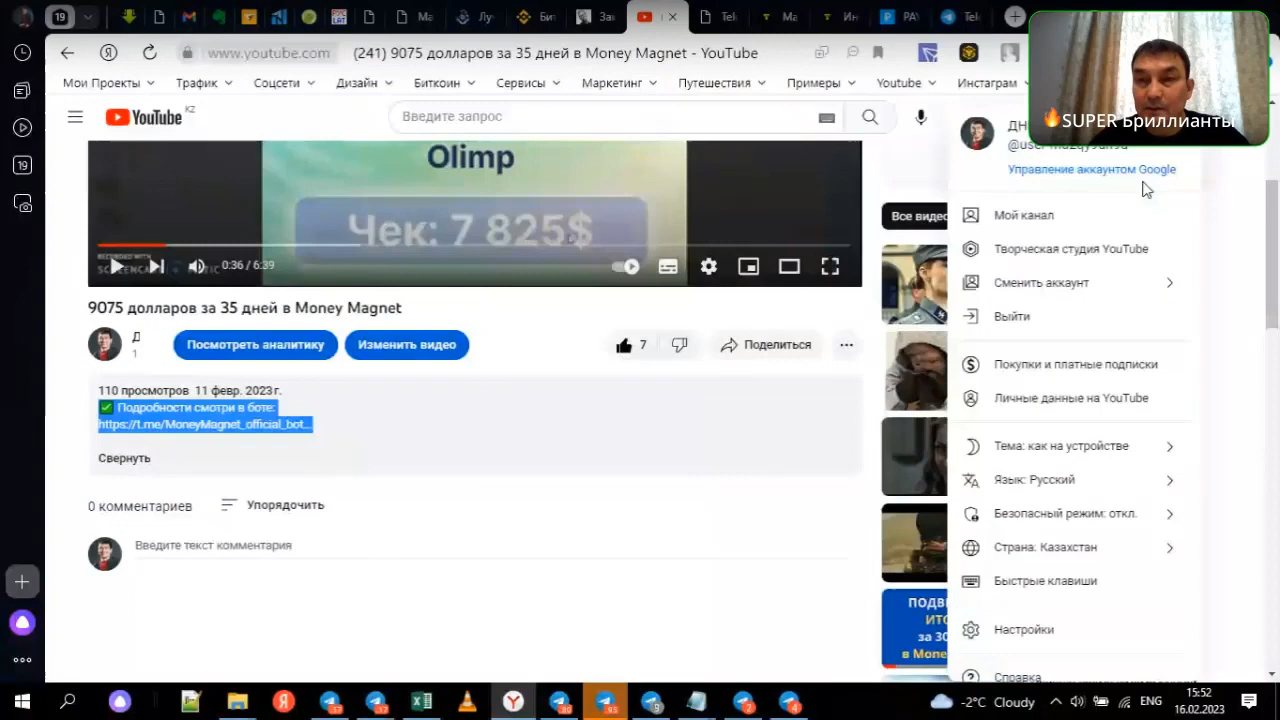 19
www.youtube.com
(241) 9075 долларов за 35 дней в Money Magnet - YouTube
Мои Проекты
Трафик
Соцсети
Дизайн
Биткоин
Сервисы
Маркетинг
Путешествия
Примеры
Youtube
Инстаграм
YouTube
KZ
Введите запрос
SUPER Бриллианты
Управление аккаунтом Google
Olimp
Чек: 7 825$
0:36 / 6:39
Мой канал
Творческая студия YouTube
Сменить аккаунт
Выйти
Покупки и платные подписки
Личные данные на YouTube
Тема: как на устройстве
Язык: Русский
Безопасный режим: откл.
Страна: Казахстан
Быстрые клавиши
Настройки
Справка
9075 долларов за 35 дней в Money Magnet
Посмотреть аналитику
Изменить видео
7
Поделиться
110 просмотров 11 февр. 2023 г.
Подробности смотри в боте:
https://t.me/MoneyMagnet_official_bot...
Свернуть
0 комментариев
Упорядочить
Введите текст комментария
-2°C Cloudy
ENG
15:52
16.02.2023